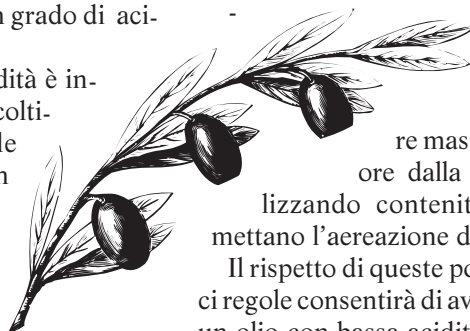 grado di aci-
dità è in-
colti-
re mas
ore dalla
lizzando contenit
mettano l'aereazione d
Il rispetto di queste po
ci regole consentirà di av
un olio con bassa acidit